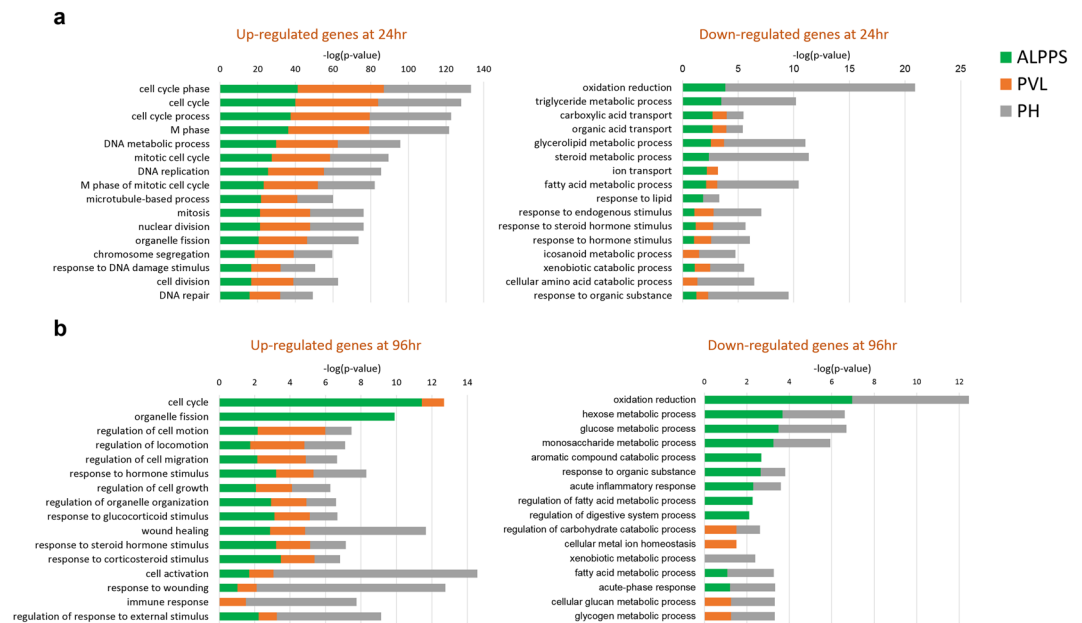 a
Up-regulated genes at 24hr
-log(p-value)
0 20 40 60 80 100 120 140
cell cycle phase
cell cycle
cell cycle process
M phase
DNA metabolic process
mitotic cell cycle
DNA replication
M phase of mitotic cell cycle
microtubule-based process
mitosis
nuclear division
organelle fission
chromosome segregation
response to DNA damage stimulus
cell division
DNA repair
Down-regulated genes at 24hr
-log(p-value)
0 5 10 15 20 25
oxidation reduction
triglyceride metabolic process
carboxylic acid transport
organic acid transport
glycerolipid metabolic process
steroid metabolic process
ion transport
fatty acid metabolic process
response to lipid
response to endogenous stimulus
response to steroid hormone stimulus
response to hormone stimulus
icosanoid metabolic process
xenobiotic catabolic process
cellular amino acid catabolic process
response to organic substance
ALPPS
PVL
PH
b
Up-regulated genes at 96hr
-log(p-value)
0 2 4 6 8 10 12 14
cell cycle
organelle fission
regulation of cell motion
regulation of locomotion
regulation of cell migration
response to hormone stimulus
regulation of cell growth
regulation of organelle organization
response to glucocorticoid stimulus
wound healing
response to steroid hormone stimulus
response to corticosteroid stimulus
cell activation
response to wounding
immune response
regulation of response to external stimulus
Down-regulated genes at 96hr
-log(p-value)
0 2 4 6 8 10 12
oxidation reduction
hexose metabolic process
glucose metabolic process
monosaccharide metabolic process
aromatic compound catabolic process
response to organic substance
acute inflammatory response
regulation of fatty acid metabolic process
regulation of digestive system process
regulation of carbohydrate catabolic process
cellular metal ion homeostasis
xenobiotic metabolic process
fatty acid metabolic process
acute-phase response
cellular glucan metabolic process
glycogen metabolic process